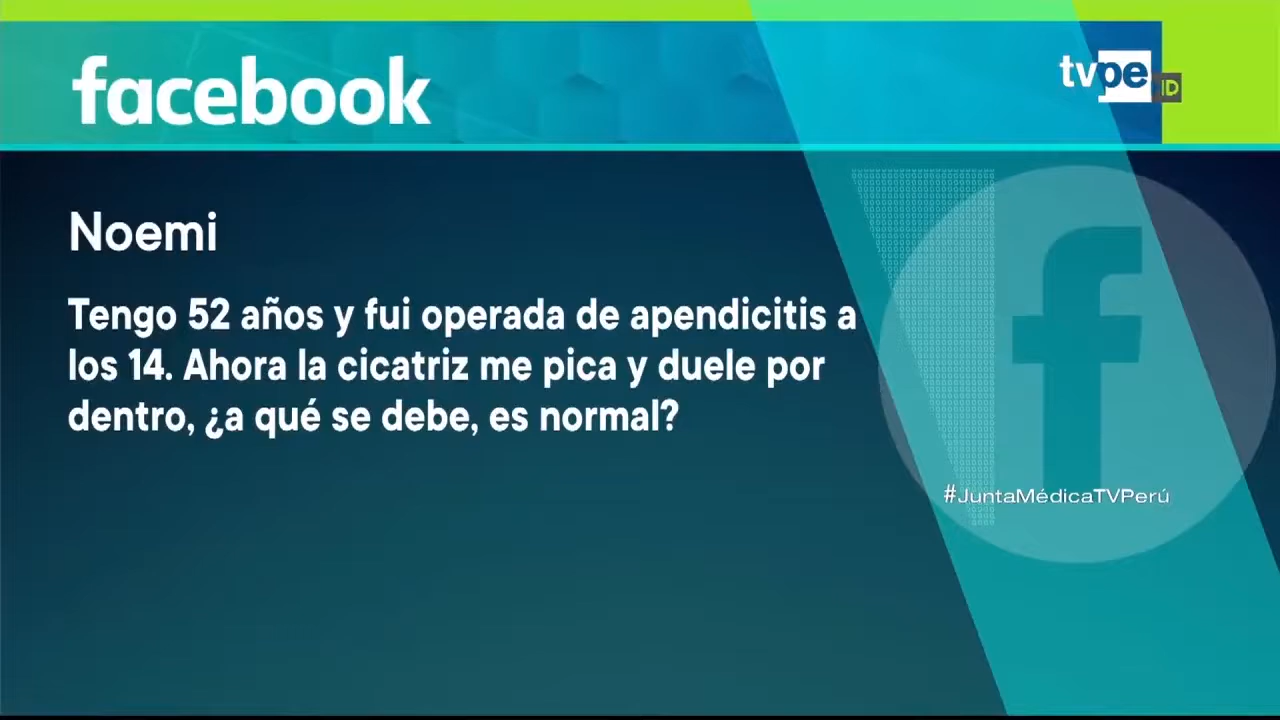 facebook
tvpe
HD
Noemi
Tengo 52 años y fui operada de apendicitis a
los 14. Ahora la cicatriz me pica y duele por
dentro, ¿a qué se debe, es normal?
f
#JuntaMédicaTVPerú